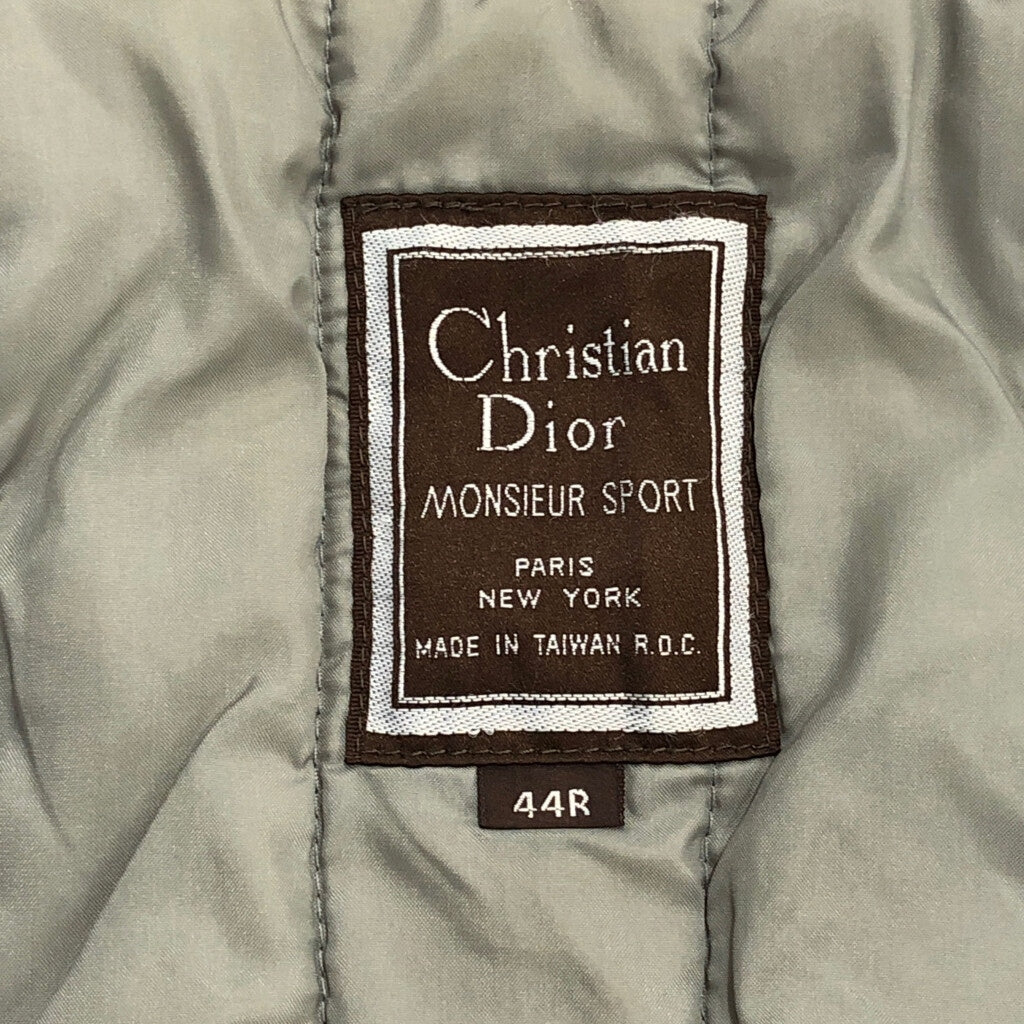 Christian
Dior
MONSIEUR SPORT
PARIS
NEW YORK
MADE IN TAIWAN R.O.C.
44R